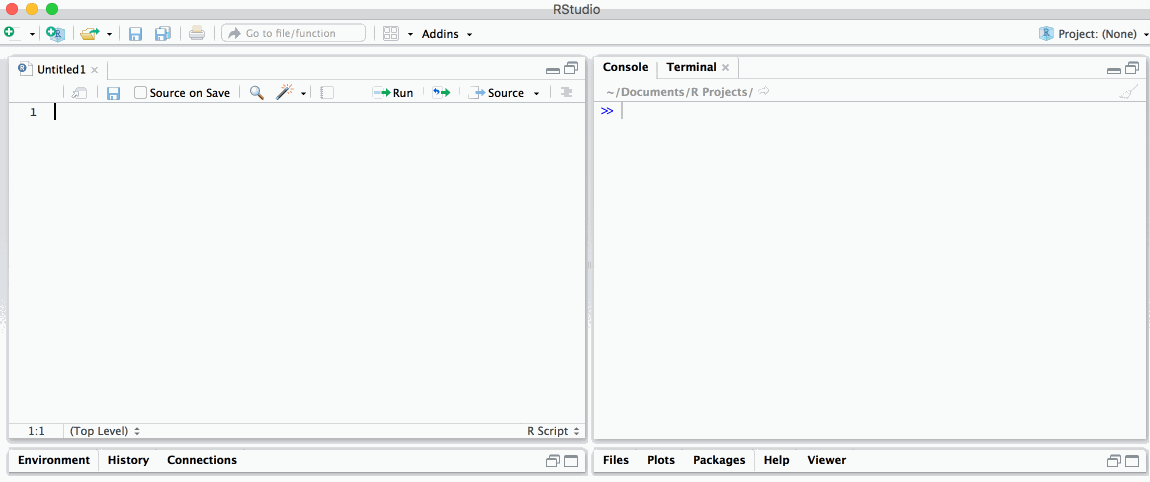 RStudio
Go to file/function
Addins
Project: (None)
Untitled1
Source on Save
Run
Source
1
1:1
(Top Level)
R Script
Console
Terminal
~/Documents/R Projects/
>>
Environment
History
Connections
Files
Plots
Packages
Help
Viewer